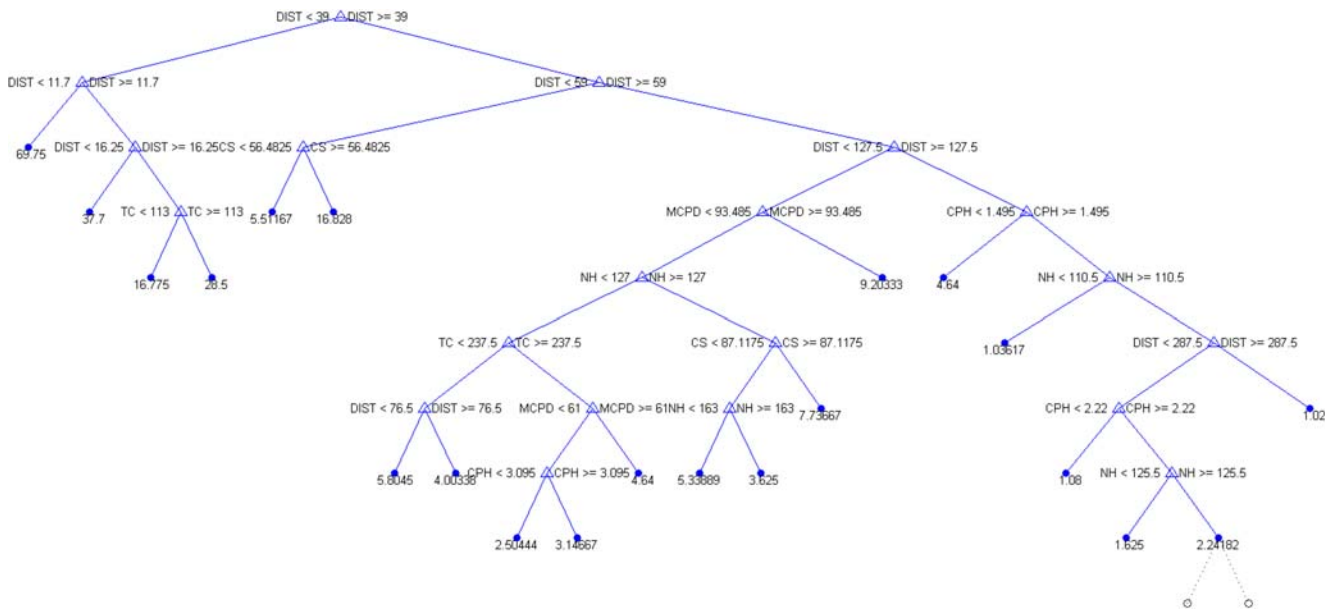 DIST < 39 DIST >= 39
DIST < 11.7 DIST >= 11.7 DIST < 59 DIST >= 59
69.75 DIST < 16.25 DIST >= 16.25 CS < 56.4825 CS >= 56.4825 DIST < 127.5 DIST >= 127.5
37.7 TC < 113 TC >= 113 5.51167 16.828 MCPD < 93.485 MCPD >= 93.485 CPH < 1.495 CPH >= 1.495
16.775 28.5 NH < 127 NH >= 127 9.20333 4.64 NH < 110.5 NH >= 110.5
TC < 237.5 TC >= 237.5 CS < 87.1175 CS >= 87.1175 1.03617 DIST < 287.5 DIST >= 287.5
DIST < 76.5 DIST >= 76.5 MCPD < 61 MCPD >= 61 NH < 163 NH >= 163 7.73667 CPH < 2.22 CPH >= 2.22 1.02
5.8045 4.00338 CPH < 3.095 CPH >= 3.095 4.64 5.33889 3.625 1.08 NH < 125.5 NH >= 125.5
2.50444 3.14667 1.625 2.24182